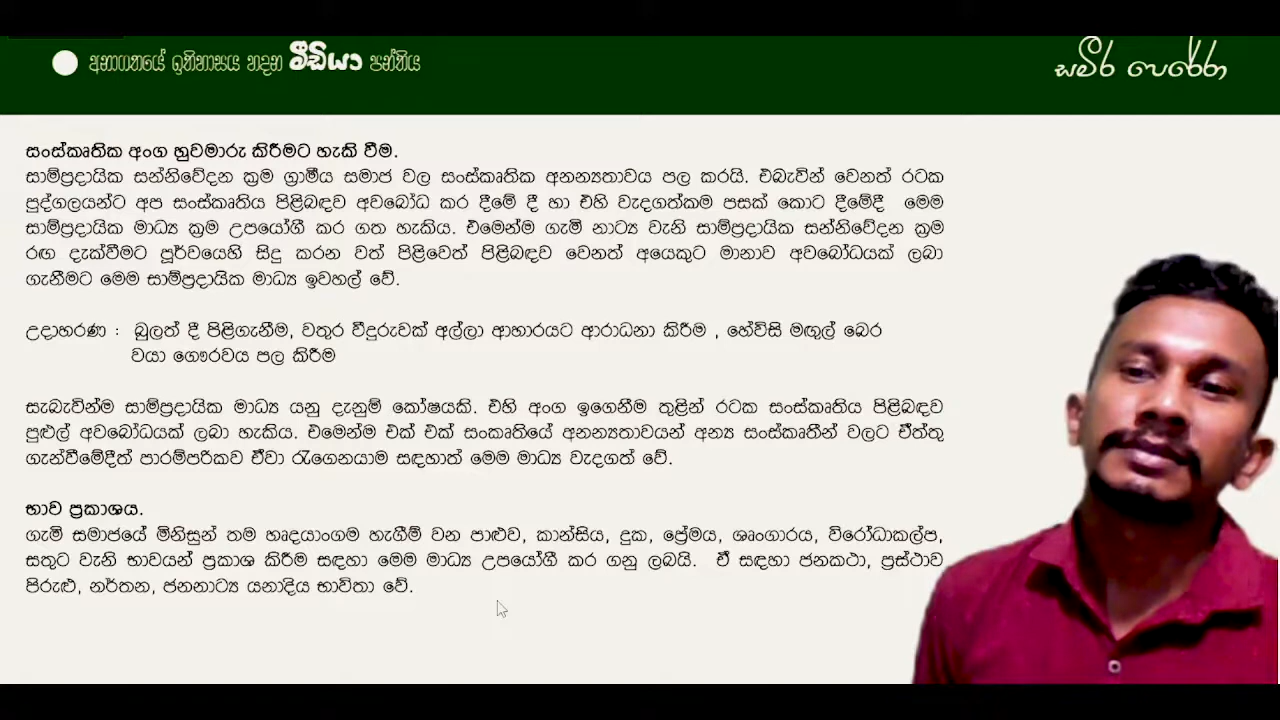 අනාගතයේ ඉතිහාසය හදන මීඩියා පන්තිය
සමීර පෙරේරා
සංස්කෘතික අංග හුවමාරු කිරීමට හැකි වීම.
සාම්ප්‍රදායික සන්නිවේදන ක්‍රම ග්‍රාමීය සමාජ වල සංස්කෘතික අනන්‍යතාවය පල කරයි. එබැවින් වෙනත් රටක
පුද්ගලයන්ට අප සංස්කෘතිය පිළිබඳව අවබෝධ කර දීමේ දී හා එහි වැදගත්කම පසක් කොට දීමේදී මෙම
සාම්ප්‍රදායික මාධ්‍ය ක්‍රම උපයෝගී කර ගත හැකිය. එමෙන්ම ගැමි නාට්‍ය වැනි සාම්ප්‍රදායික සන්නිවේදන ක්‍රම
රඟ දැක්වීමට පූර්වයෙහි සිදු කරන වත් පිළිවෙත් පිළිබඳව වෙනත් අයෙකුට මානාව අවබෝධයක් ලබා
ගැනීමට මෙම සාම්ප්‍රදායික මාධ්‍ය ඉවහල් වේ.
උදාහරණ : බුලත් දී පිළිගැනීම, වතුර වීදුරුවක් අල්ලා ආහාරයට ආරාධනා කිරීම , හේවිසි මඟුල් බෙර
වයා ගෞරවය පල කිරීම
සැබැවින්ම සාම්ප්‍රදායික මාධ්‍ය යනු දැනුම් කෝෂයකි. එහි අංග ඉගෙනීම තුළින් රටක සංස්කෘතිය පිළිබඳව
පුළුල් අවබෝධයක් ලබා හැකිය. එමෙන්ම එක් එක් සංකෘතියේ අනන්‍යතාවයන් අන්‍ය සංස්කෘතීන් වලට ඒත්තු
ගැන්වීමේදීත් පාරම්පරිකව ඒවා රැගෙනයාම සඳහාත් මෙම මාධ්‍ය වැදගත් වේ.
භාව ප්‍රකාශය.
ගැමි සමාජයේ මිනිසුන් තම හෘදයාංගම හැගීම් වන පාළුව, කාන්සිය, දුක, ප්‍රේමය, ශෘංගාරය, විරෝධාකල්ප,
සතුට වැනි භාවයන් ප්‍රකාශ කිරීම සඳහා මෙම මාධ්‍ය උපයෝගී කර ගනු ලබයි. ඒ සඳහා ජනකථා, ප්‍රස්ථාව
පිරුළු, නර්තන, ජනනාට්‍ය යනාදිය භාවිතා වේ.